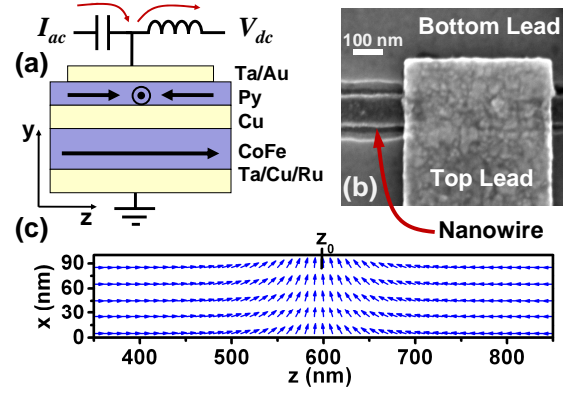 I_ac
V_dc
(a)
Ta/Au
Py
Cu
CoFe
Ta/Cu/Ru
y
z
Bottom Lead
100 nm
Top Lead
(b)
Nanowire
(c)
z_0
x (nm)
90
60
30
0
400 500 600 700 800
z (nm)